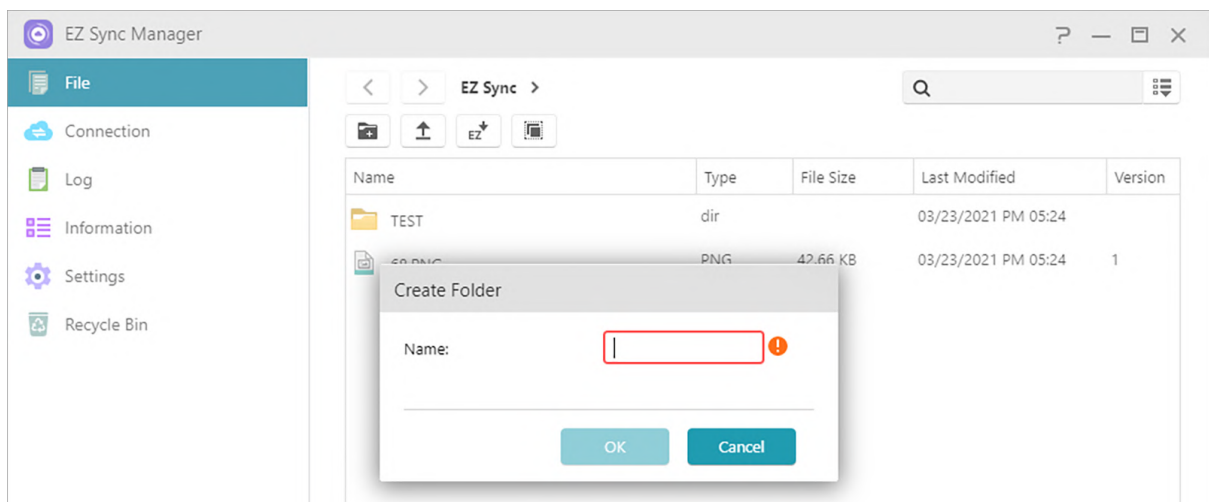 EZ Sync Manager
File
Connection
Log
Information
Settings
Recycle Bin
EZ Sync >
EZ
Name Type File Size Last Modified Version
TEST dir 03/23/2021 PM 05:24
PNG 42.66 KB 03/23/2021 PM 05:24 1
Create Folder
Name:
OK Cancel